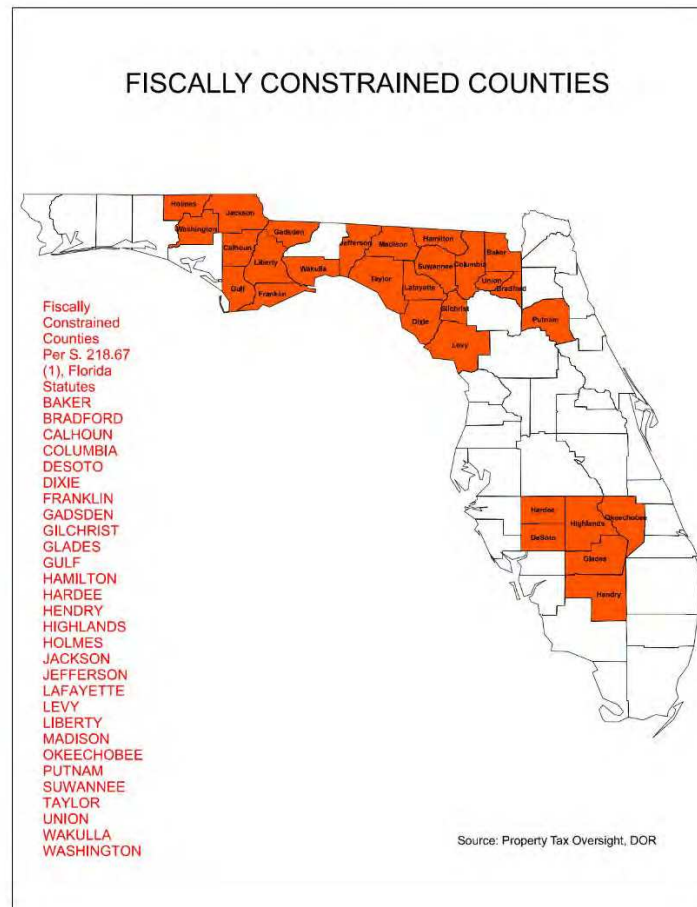 FISCALLY CONSTRAINED COUNTIES
Holmes
Jackson
Washington
Gadsden
Calhoun
Liberty
Wakulla
Gulf
Franklin
Jefferson
Madison
Hamilton
Taylor
Suwannee
Columbia
Baker
Lafayette
Union
Bradford
Dixie
Gilchrist
Levy
Putnam
Hardee
Highlands
Okeechobee
DeSoto
Glades
Hendry
Fiscally
Constrained
Counties
Per S. 218.67
(1), Florida
Statutes
BAKER
BRADFORD
CALHOUN
COLUMBIA
DESOTO
DIXIE
FRANKLIN
GADSDEN
GILCHRIST
GLADES
GULF
HAMILTON
HARDEE
HENDRY
HIGHLANDS
HOLMES
JACKSON
JEFFERSON
LAFAYETTE
LEVY
LIBERTY
MADISON
OKEECHOBEE
PUTNAM
SUWANNEE
TAYLOR
UNION
WAKULLA
WASHINGTON
Source: Property Tax Oversight, DOR